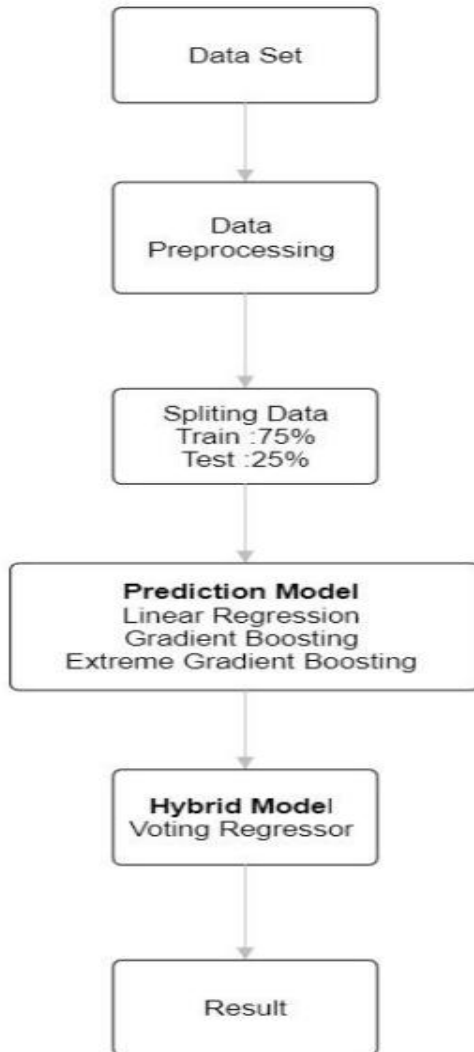 Data Set
Data
Preprocessing
Spliting Data
Train :75%
Test :25%
Prediction Model
Linear Regression
Gradient Boosting
Extreme Gradient Boosting
Hybrid Model
Voting Regressor
Result